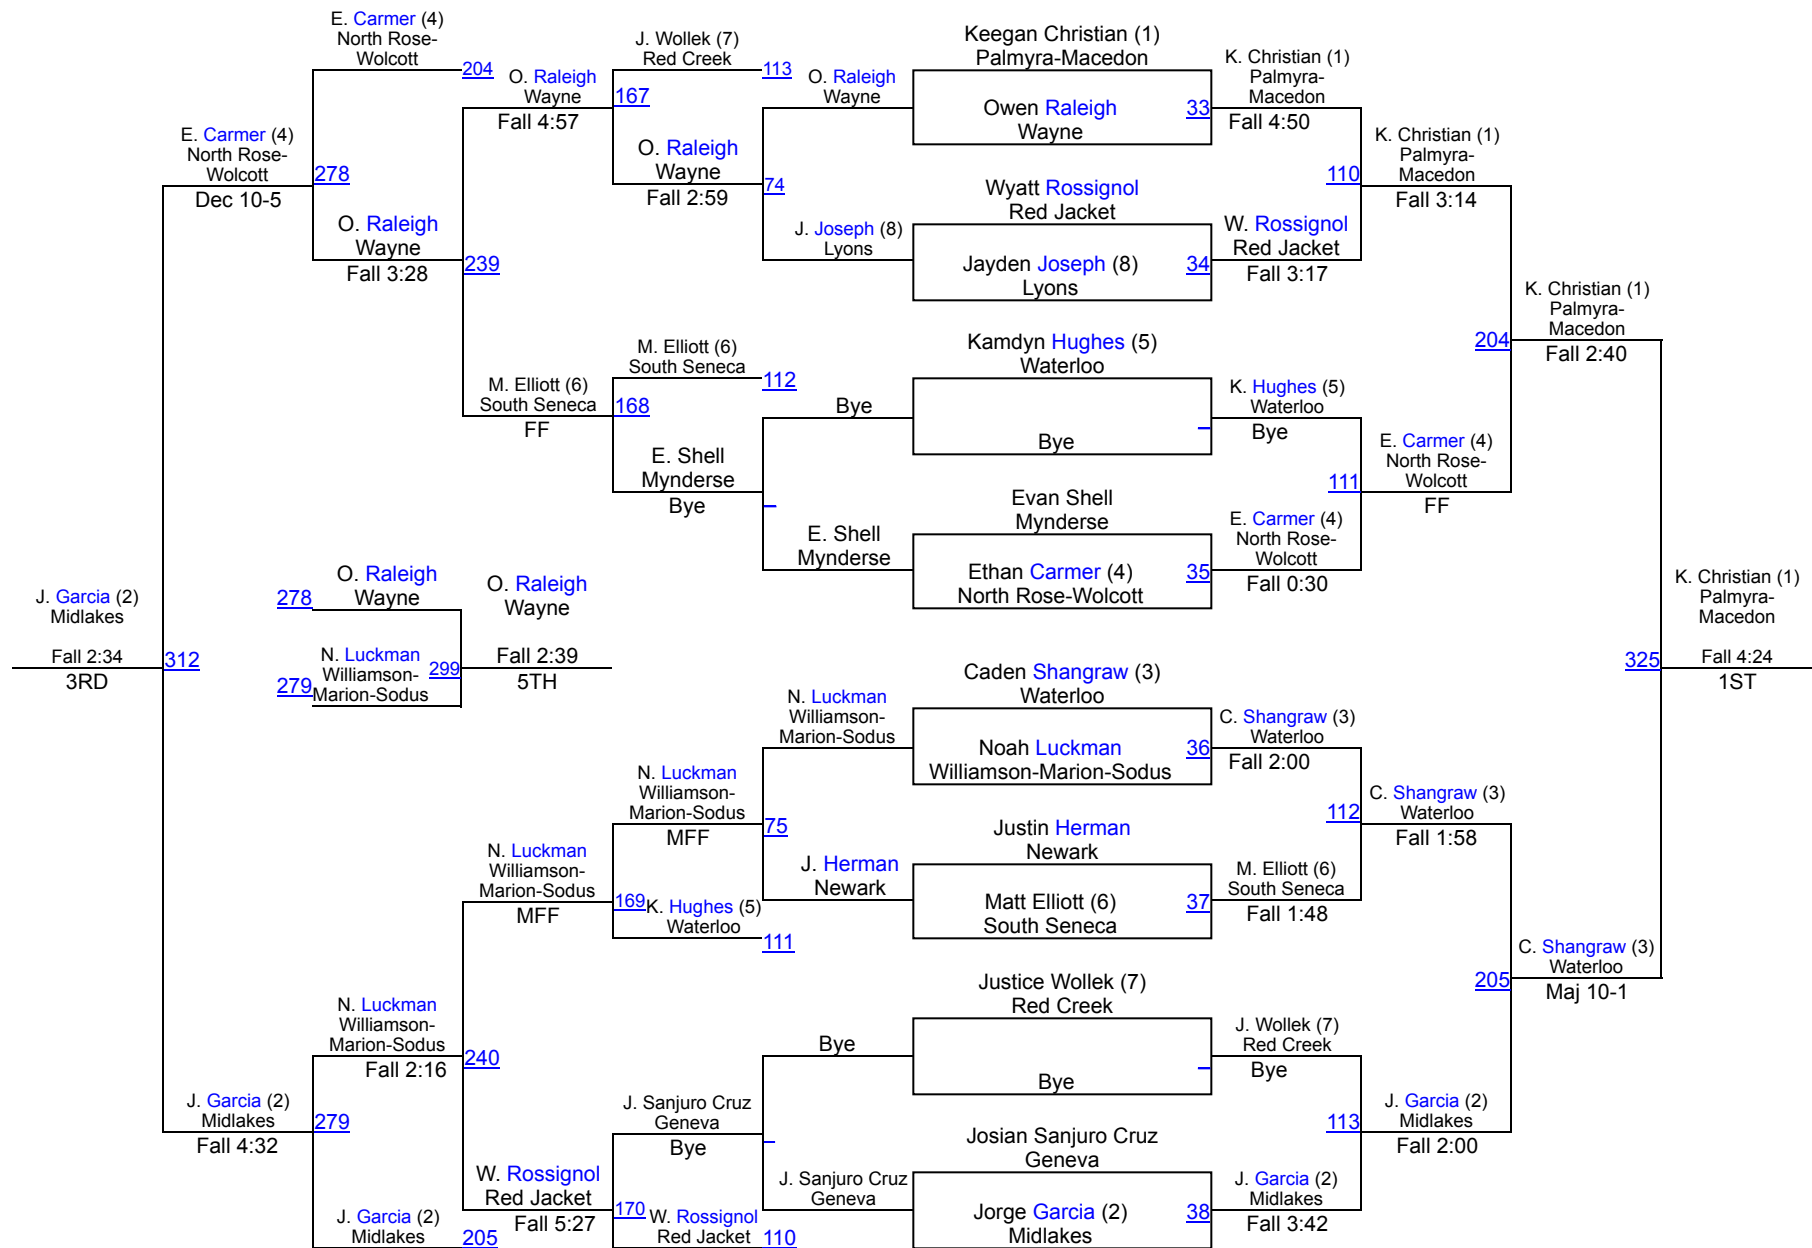 E. Carmer (4)
North Rose-
Wolcott
204
J. Wollek (7)
Red Creek
113
Keegan Christian (1)
Palmyra-Macedon
K. Christian (1)
Palmyra-
Macedon
O. Raleigh
Wayne
167
Fall 4:57
O. Raleigh
Wayne
Owen Raleigh
Wayne
33
Fall 4:50
E. Carmer (4)
North Rose-
Wolcott
278
Dec 10-5
O. Raleigh
Wayne
74
Fall 2:59
K. Christian (1)
Palmyra-
Macedon
110
Fall 3:14
Wyatt Rossignol
Red Jacket
O. Raleigh
Wayne
239
Fall 3:28
J. Joseph (8)
Lyons
Jayden Joseph (8)
Lyons
34
W. Rossignol
Red Jacket
Fall 3:17
K. Christian (1)
Palmyra-
Macedon
204
Fall 2:40
M. Elliott (6)
South Seneca
112
Kamdyn Hughes (5)
Waterloo
M. Elliott (6)
South Seneca
168
FF
Bye
Bye
K. Hughes (5)
Waterloo
Bye
E. Shell
Mynderse
Bye
E. Carmer (4)
North Rose-
Wolcott
111
FF
Evan Shell
Mynderse
E. Shell
Mynderse
Ethan Carmer (4)
North Rose-Wolcott
35
E. Carmer (4)
North Rose-
Wolcott
Fall 0:30
O. Raleigh
Wayne
278
O. Raleigh
Wayne
J. Garcia (2)
Midlakes
Fall 2:34
3RD
312
N. Luckman
Williamson-
Marion-Sodus
279
299
Fall 2:39
5TH
K. Christian (1)
Palmyra-
Macedon
325
Fall 4:24
1ST
Caden Shangraw (3)
Waterloo
N. Luckman
Williamson-
Marion-Sodus
Noah Luckman
Williamson-Marion-Sodus
36
C. Shangraw (3)
Waterloo
Fall 2:00
N. Luckman
Williamson-
Marion-Sodus
75
MFF
C. Shangraw (3)
Waterloo
112
Fall 1:58
Justin Herman
Newark
N. Luckman
Williamson-
Marion-Sodus
MFF
J. Herman
Newark
Matt Elliott (6)
South Seneca
37
M. Elliott (6)
South Seneca
Fall 1:48
169
K. Hughes (5)
Waterloo
111
C. Shangraw (3)
Waterloo
205
Maj 10-1
Justice Wollek (7)
Red Creek
N. Luckman
Williamson-
Marion-Sodus
240
Fall 2:16
Bye
Bye
J. Wollek (7)
Red Creek
Bye
J. Garcia (2)
Midlakes
279
Fall 4:32
J. Sanjuro Cruz
Geneva
Bye
J. Garcia (2)
Midlakes
113
Fall 2:00
Josian Sanjuro Cruz
Geneva
W. Rossignol
Red Jacket
Fall 5:27
170
J. Sanjuro Cruz
Geneva
Jorge Garcia (2)
Midlakes
38
J. Garcia (2)
Midlakes
Fall 3:42
J. Garcia (2)
Midlakes
205
W. Rossignol
Red Jacket
110